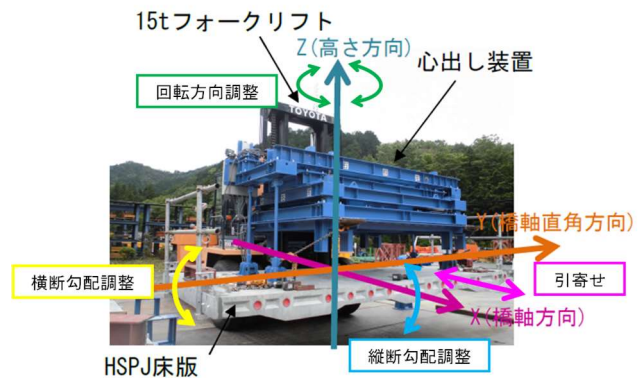 15tフォークリフト
Z(高さ方向)
心出し装置
回転方向調整
TOYOTA
Y(橋軸直角方向)
横断勾配調整
引寄せ
X(橋軸方向)
HSPJ床版
縦断勾配調整